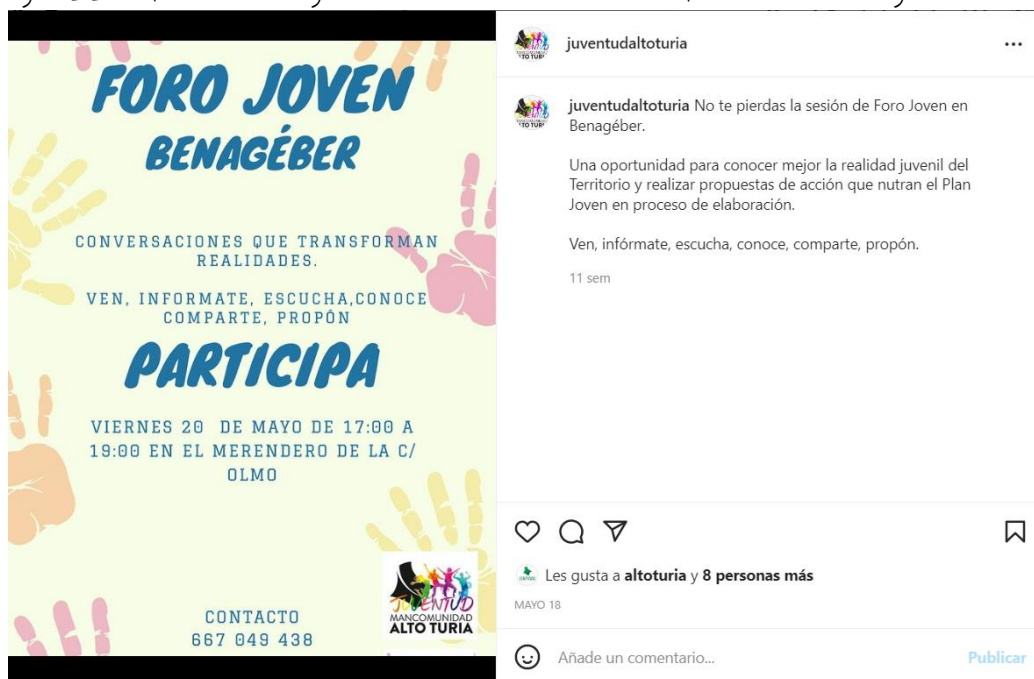 FORO JOVEN
BENAGÉBER
CONVERSACIONES QUE TRANSFORMAN
REALIDADES.
VEN, INFORMATE, ESCUCHA,CONOCE
COMPARTE, PROPÓN
PARTICIPA
VIERNES 20 DE MAYO DE 17:00 A
19:00 EN EL MERENDERO DE LA C/
OLMO
CONTACTO
667 049 438
JUVENTUD
MANCOMUNIDAD
ALTO TURIA
juventudaltoturia
juventudaltoturia No te pierdas la sesión de Foro Joven en
Benagéber.
Una oportunidad para conocer mejor la realidad juvenil del
Territorio y realizar propuestas de acción que nutran el Plan
Joven en proceso de elaboración.
Ven, infórmate, escucha, conoce, comparte, propón.
11 sem
Les gusta a altoturia y 8 personas más
MAYO 18
Añade un comentario...
Publicar